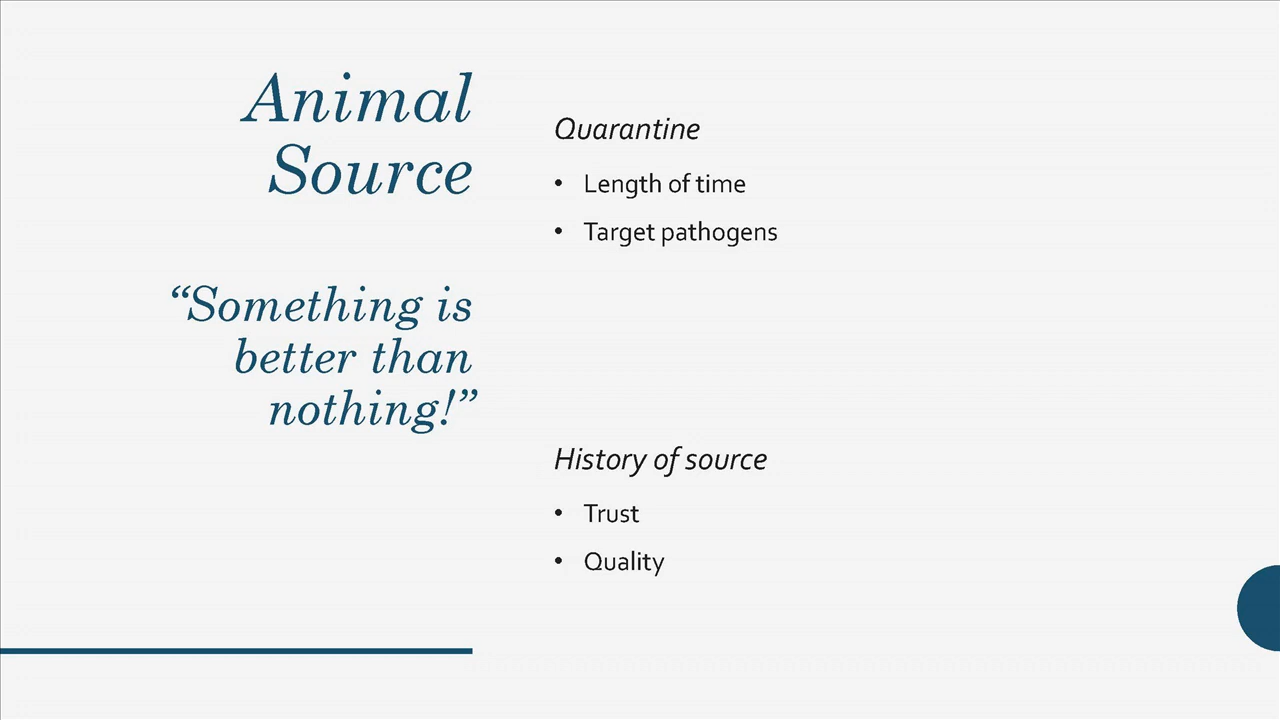 Animal
Source
“Something is
better than
nothing!”
Quarantine
• Length of time
• Target pathogens
History of source
• Trust
• Quality